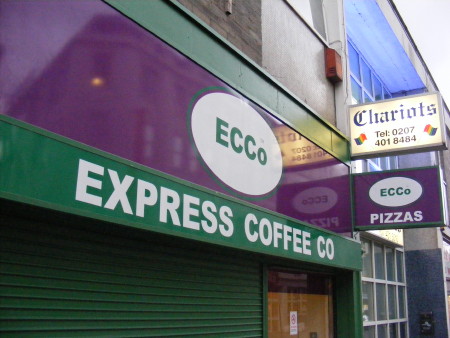 ECCo
EXPRESS COFFEE CO
Chariots
Tel: 0207
401 8484
ECCo
PIZZAS